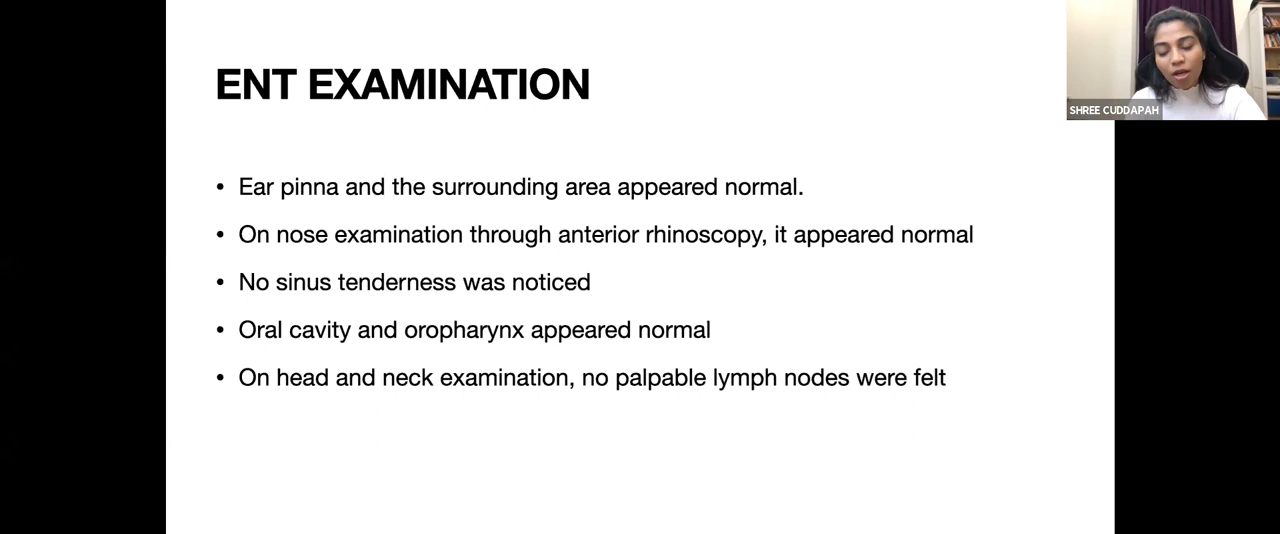 ENT EXAMINATION
SHREE CUDDAPAH
• Ear pinna and the surrounding area appeared normal.
• On nose examination through anterior rhinoscopy, it appeared normal
• No sinus tenderness was noticed
• Oral cavity and oropharynx appeared normal
• On head and neck examination, no palpable lymph nodes were felt